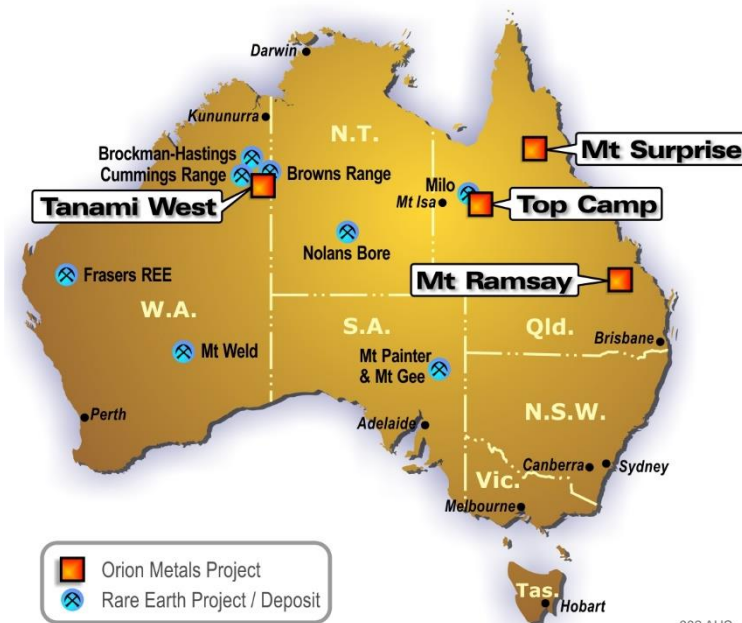 Darwin
Kununurra
N.T.
Mt Surprise
Brockman-Hastings
Cummings Range
Browns Range
Milo
Mt Isa
Tanami West
Top Camp
Nolans Bore
Frasers REE
Mt Ramsay
W.A.
S.A.
Qld.
Brisbane
Mt Weld
Mt Painter
& Mt Gee
N.S.W.
Perth
Adelaide
Canberra
Sydney
Vic.
Melbourne
Orion Metals Project
Rare Earth Project / Deposit
Tas.
Hobart